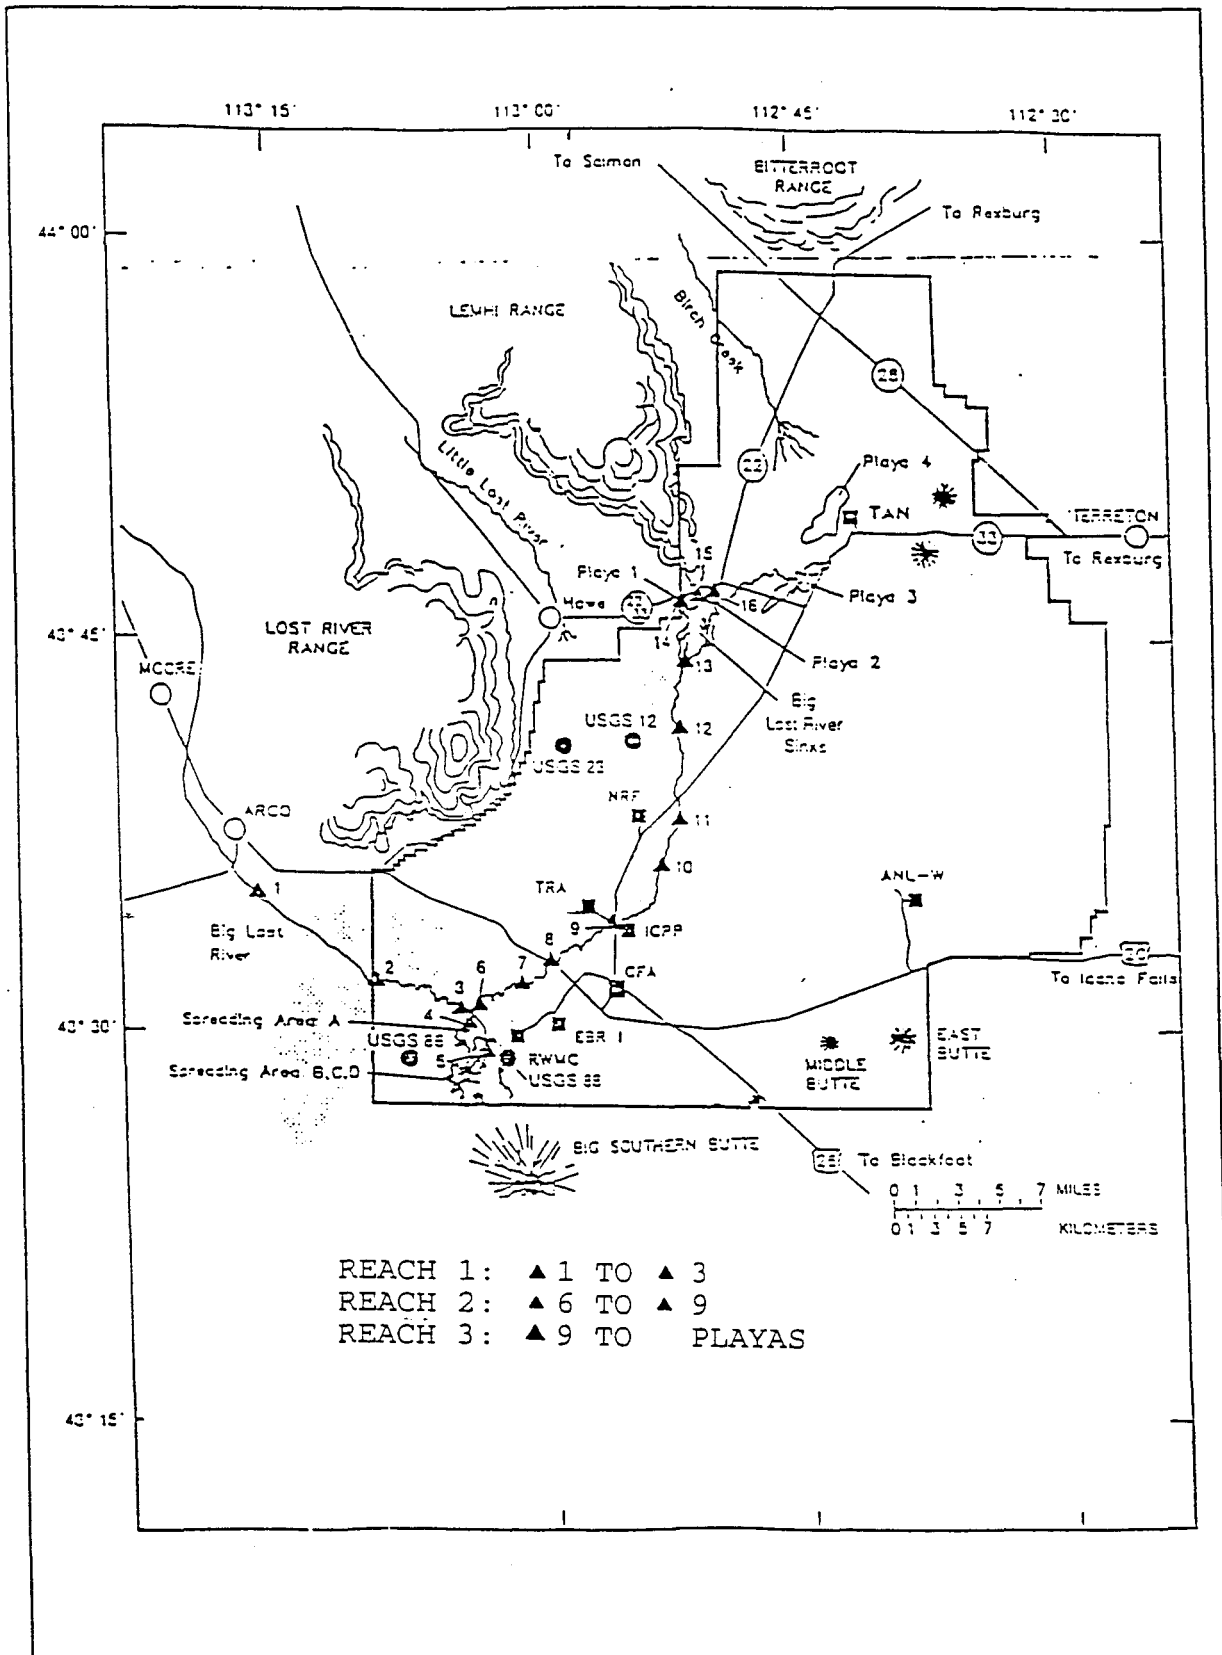 113° 15'
113° 00'
112° 45'
112° 30'
To Salmon
BITTERROOT
RANGE
To Rexburg
44° 00'
LEMHI RANGE
Birch Creek
28
Little Lost River
22
Playa 4
TAN
TERRETON
33
To Rexburg
15
Playa 1
Howe
22
33
16
Playa 3
43° 45'
LOST RIVER
RANGE
14
13
Playa 2
MOORE
Big
Lost River
Sinks
USGS 12
12
USGS 23
NRF
ARCO
11
10
1
TRA
ANL-W
9
ICPP
Big Lost
River
8
20
To Idaho Falls
2
6
7
CFA
3
4
Spreading Area A
43° 30'
EBR I
EAST
BUTTE
USGS 86
5
RWMC
MIDDLE
BUTTE
Spreading Area B,C,D
USGS 88
BIG SOUTHERN BUTTE
26 To Blackfoot
0 1 3 5 7 MILES
0 1 3 5 7 KILOMETERS
REACH 1: ▲ 1 TO ▲ 3
REACH 2: ▲ 6 TO ▲ 9
REACH 3: ▲ 9 TO PLAYAS
43° 15'